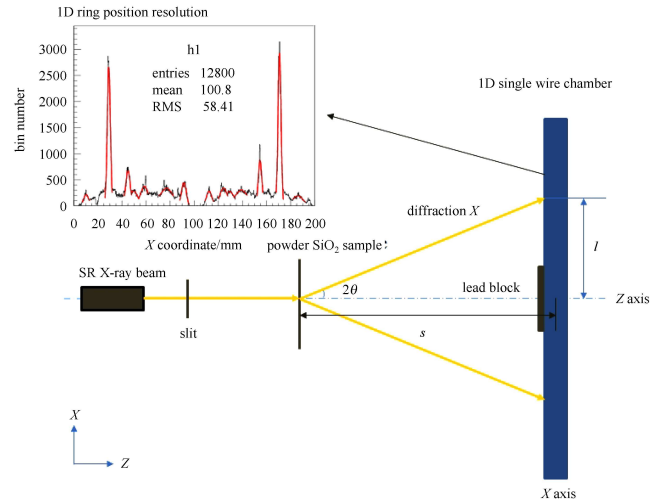 1D ring position resolution
h1
entries 12800
mean 100.8
RMS 58.41
bin number
3000
2500
2000
1500
1000
500
0
0 20 40 60 80 100 120 140 160 180 200
X coordinate/mm
1D single wire chamber
diffraction X
powder SiO₂ sample
SR X-ray beam
2θ
lead block
l
Z axis
slit
s
X
Z
X axis